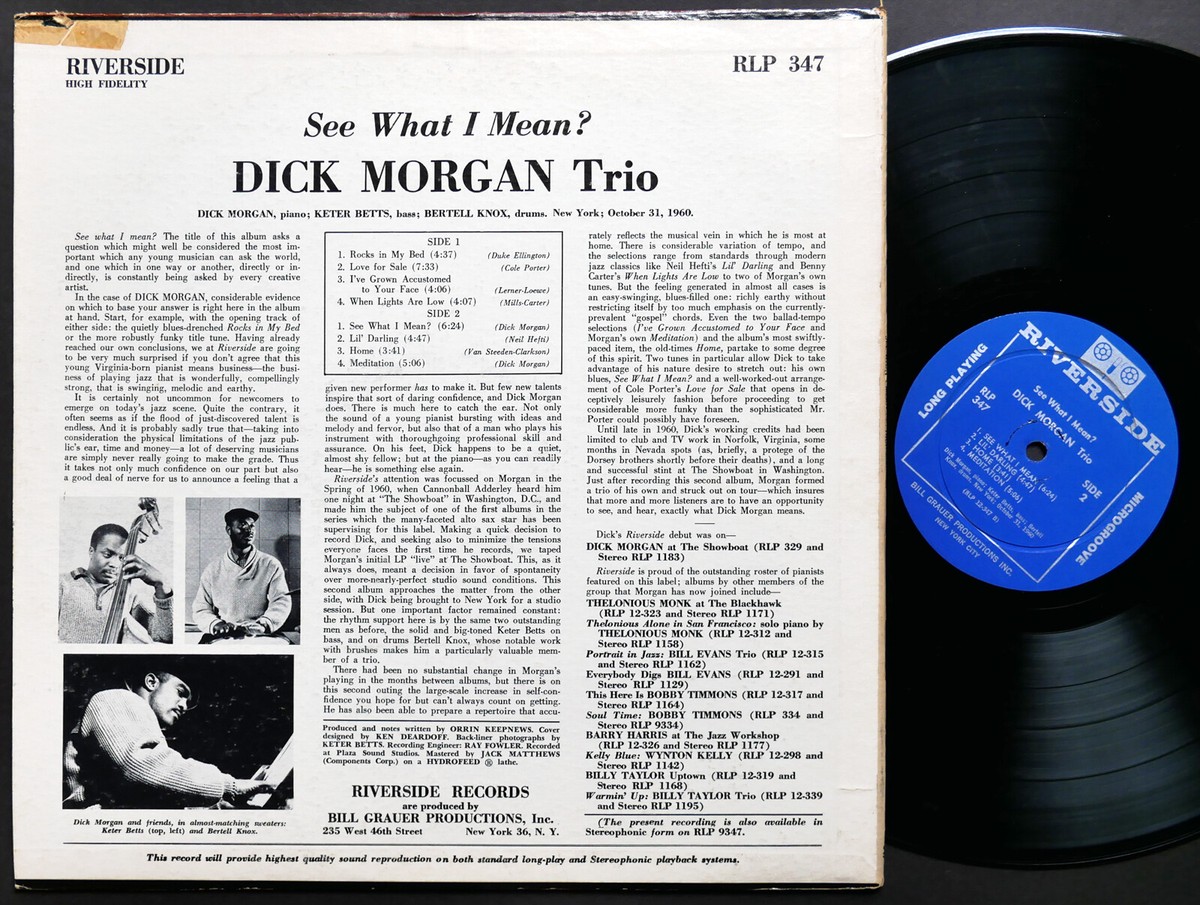 RIVERSIDE
HIGH FIDELITY
RLP 347
See What I Mean?
DICK MORGAN Trio
DICK MORGAN, piano; KETER BETTS, bass; BERTELL KNOX, drums. New York; October 31, 1960.
See what I mean? The title of this album asks a
question which might well be considered the most im-
portant which any young musician can ask the world,
and one which in one way or another, directly or in-
directly, is constantly being asked by every creative
artist.
In the case of DICK MORGAN, considerable evidence
on which to base your answer is right here in the album
at hand. Start, for example, with the opening track of
either side: the quietly blues-drenched Rocks in My Bed
or the more robustly funky title tune. Having already
reached our own conclusions, we at Riverside are going
to be very much surprised if you don't agree that this
young Virginia-born pianist means business—the busi-
ness of playing jazz that is wonderfully, compellingly
strong, that is swinging, melodic and earthy.
It is certainly not uncommon for newcomers to
emerge on today's jazz scene. Quite the contrary, it
often seems as if the flood of just-discovered talent is
endless. And it is probably sadly true that—taking into
consideration the physical limitations of the jazz pub-
lic's ear, time and money—a lot of deserving musicians
are simply never really going to make the grade. Thus
it takes not only much confidence on our part but also
a good deal of nerve for us to announce a feeling that a
SIDE 1
1. Rocks in My Bed (4:37) (Duke Ellington)
2. Love for Sale (7:33) (Cole Porter)
3. I've Grown Accustomed
to Your Face (4:06) (Lerner-Loewe)
4. When Lights Are Low (4:07) (Mills-Carter)
SIDE 2
1. See What I Mean? (6:24) (Dick Morgan)
2. Lil' Darling (4:47) (Neil Hefti)
3. Home (3:41) (Van Steeden-Clarkson)
4. Meditation (5:06) (Dick Morgan)
given new performer has to make it. But few new talents
inspire that sort of daring confidence, and Dick Morgan
does. There is much here to catch the ear. Not only
the sound of a young pianist bursting with ideas and
melody and fervor, but also that of a man who plays his
instrument with thoroughgoing professional skill and
assurance. On his feet, Dick happens to be a quiet,
almost shy fellow; but at the piano—as you can readily
hear—he is something else again.
Riverside's attention was focussed on Morgan in the
Spring of 1960, when Cannonball Adderley heard him
one night at "The Showboat" in Washington, D.C., and
made him the subject of one of the first albums in the
series which the many-faceted alto sax star has been
supervising for this label. Making a quick decision to
record Dick, and seeking also to minimize the tensions
everyone faces the first time he records, we taped
Morgan's initial LP "live" at The Showboat. This, as it
always does, meant a decision in favor of spontaneity
over more-nearly-perfect studio sound conditions. This
second album approaches the matter from the other
side, with Dick being brought to New York for a studio
session. But one important factor remained constant:
the rhythm support here is by the same two outstanding
men as before, the solid and big-toned Keter Betts on
bass, and on drums Bertell Knox, whose notable work
with brushes makes him a particularly valuable mem-
ber of a trio.
There had been no substantial change in Morgan's
playing in the months between albums, but there is on
this second outing the large-scale increase in self-con-
fidence you hope for but can't always count on getting.
He has also been able to prepare a repertoire that accu-
Produced and notes written by ORRIN KEEPNEWS. Cover
designed by KEN DEARDOFF. Back-liner photographs by
KETER BETTS. Recording Engineer: RAY FOWLER. Recorded
at Plaza Sound Studios. Mastered by JACK MATTHEWS
(Components Corp.) on a HYDROFEED ® lathe.
RIVERSIDE RECORDS
are produced by
BILL GRAUER PRODUCTIONS, Inc.
235 West 46th Street New York 36, N. Y.
rately reflects the musical vein in which he is most at
home. There is considerable variation of tempo, and
the selections range from standards through modern
jazz classics like Neil Hefti's Lil' Darling and Benny
Carter's When Lights Are Low to two of Morgan's own
tunes. But the feeling generated in almost all cases is
an easy-swinging, blues-filled one: richly earthy without
restricting itself by too much emphasis on the currently-
prevalent "gospel" chords. Even the two ballad-tempo
selections (I've Grown Accustomed to Your Face and
Morgan's own Meditation) and the album's most swiftly-
paced item, the old-times Home, partake to some degree
of this spirit. Two tunes in particular allow Dick to take
advantage of his native desire to stretch out: his own
blues, See What I Mean? and a well-worked-out arrange-
ment of Cole Porter's Love for Sale that opens in de-
ceptively leisurely fashion before proceeding to get
considerable more funky than the sophisticated Mr.
Porter could possibly have foreseen.
Until late in 1960, Dick's working credits had been
limited to club and TV work in Norfolk, Virginia, some
months in Nevada spots (as, briefly, a protege of the
Dorsey brothers shortly before their deaths), and a long
and successful stint at The Showboat in Washington.
Just after recording this second album, Morgan formed
a trio of his own and struck out on tour—which insures
that more and more listeners are to have an opportunity
to see, and hear, exactly what Dick Morgan means.
Dick's Riverside debut was on—
DICK MORGAN at The Showboat (RLP 329 and
Stereo RLP 1183)
Riverside is proud of the outstanding roster of pianists
featured on this label; albums by other members of the
group that Morgan has now joined include—
THELONIOUS MONK at The Blackhawk
(RLP 12-323 and Stereo RLP 1171)
Thelonious Alone in San Francisco: solo piano by
THELONIOUS MONK (RLP 12-312 and
Stereo RLP 1158)
Portrait in Jazz: BILL EVANS Trio (RLP 12-315
and Stereo RLP 1162)
Everybody Digs BILL EVANS (RLP 12-291 and
Stereo RLP 1129)
This Here Is BOBBY TIMMONS (RLP 12-317 and
Stereo RLP 1164)
Soul Time: BOBBY TIMMONS (RLP 334 and
Stereo RLP 9334)
BARRY HARRIS at The Jazz Workshop
(RLP 12-326 and Stereo RLP 1177)
Kelly Blue: WYNTON KELLY (RLP 12-298 and
Stereo RLP 1142)
BILLY TAYLOR Uptown (RLP 12-319 and
Stereo RLP 1168)
Warmin' Up: BILLY TAYLOR Trio (RLP 12-339
and Stereo RLP 1195)
(The present recording is also available in
Stereophonic form on RLP 9347.
Dick Morgan and friends, in almost-matching sweaters:
Keter Betts (top, left) and Bertell Knox.
This record will provide highest quality sound reproduction on both standard long-play and Stereophonic playback systems.
RIVERSIDE
LONG PLAYING
MICROGROOVE
RLP
347
See What I Mean?
DICK MORGAN Trio
1. SEE WHAT I MEAN? (6:24)
2. LIL' DARLING (4:47)
3. HOME (3:41)
4. MEDITATION (5:06)
SIDE
2
Dick Morgan, piano; Keter Betts, bass; Bertell
Knox, drums. New York; October 31, 1960
(RLP 12-347 B)
BILL GRAUER PRODUCTIONS INC.
NEW YORK CITY